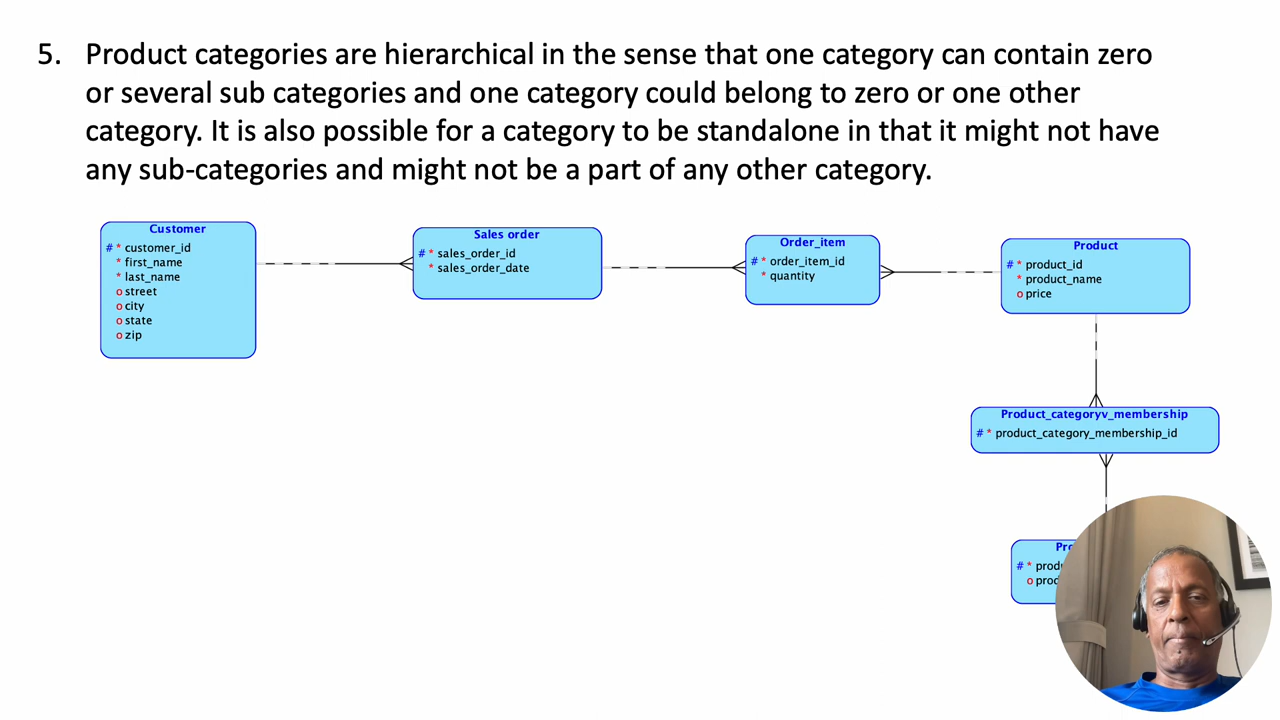 5. Product categories are hierarchical in the sense that one category can contain zero
or several sub categories and one category could belong to zero or one other
category. It is also possible for a category to be standalone in that it might not have
any sub-categories and might not be a part of any other category.
Customer
# * customer_id
* first_name
* last_name
o street
o city
o state
o zip
Sales order
# * sales_order_id
* sales_order_date
Order_item
# * order_item_id
* quantity
Product
# * product_id
* product_name
o price
Product_categoryv_membership
# * product_category_membership_id
# *
o